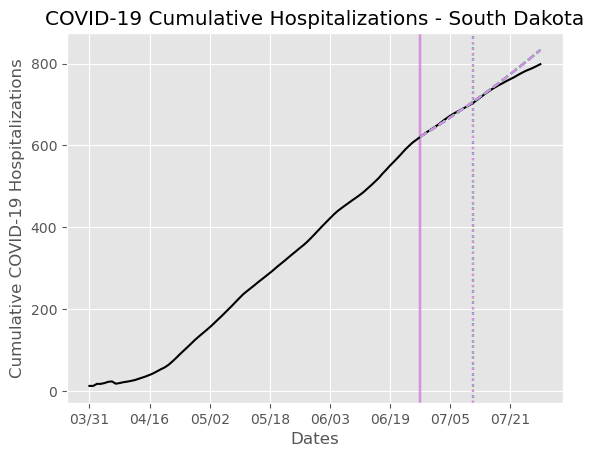 COVID-19 Cumulative Hospitalizations - South Dakota
Cumulative COVID-19 Hospitalizations
800
600
400
200
0
03/31 04/16 05/02 05/18 06/03 06/19 07/05 07/21
Dates